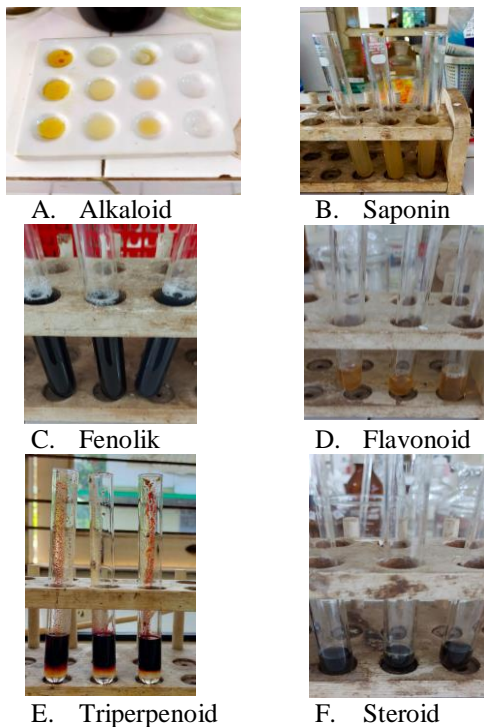 A. Alkaloid
B. Saponin
C. Fenolik
D. Flavonoid
E. Triperpenoid
F. Steroid